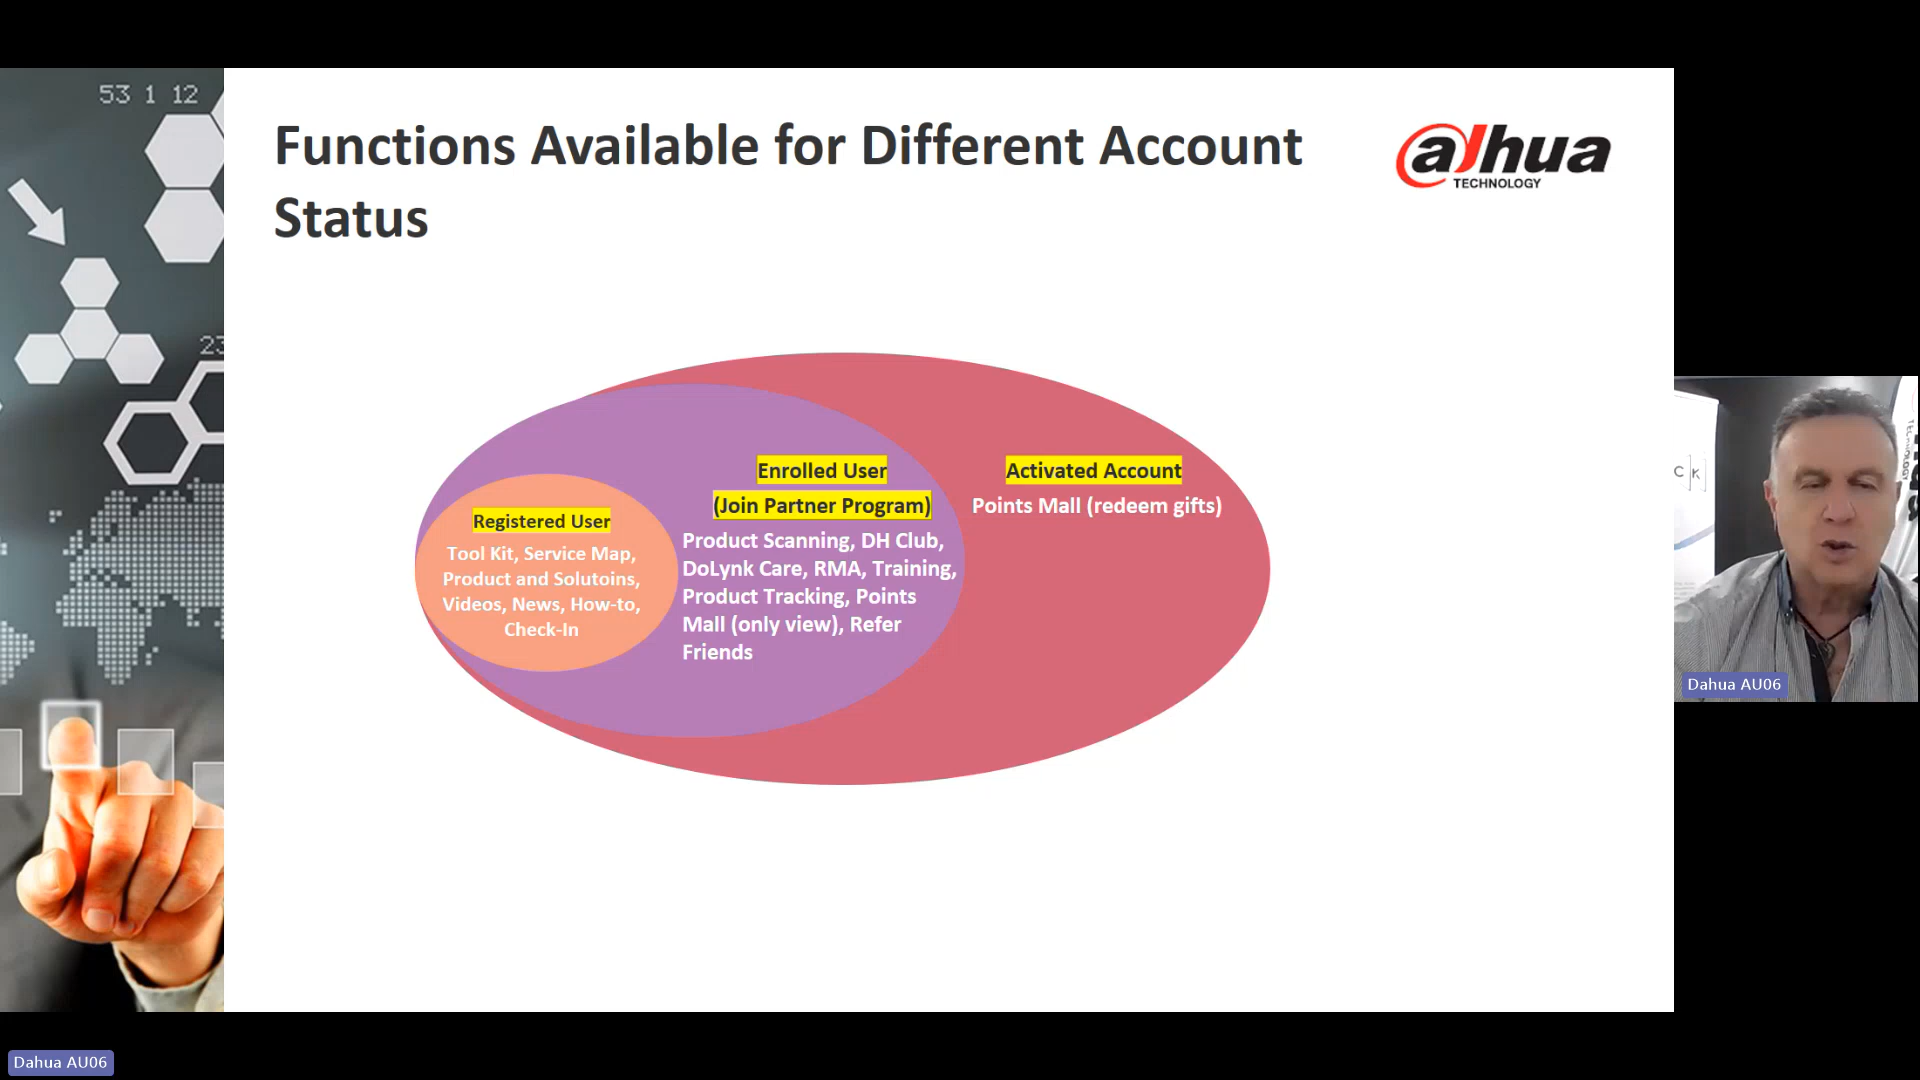 53 1 12
Functions Available for Different Account
Status
alhua
TECHNOLOGY
23
Enrolled User
(Join Partner Program)
Product Scanning, DH Club,
DoLynk Care, RMA, Training,
Product Tracking, Points
Mall (only view), Refer
Friends
Activated Account
Points Mall (redeem gifts)
Registered User
Tool Kit, Service Map,
Product and Solutoins,
Videos, News, How-to,
Check-In
C K
TECHNOLOGY
Dahua AU06
Dahua AU06